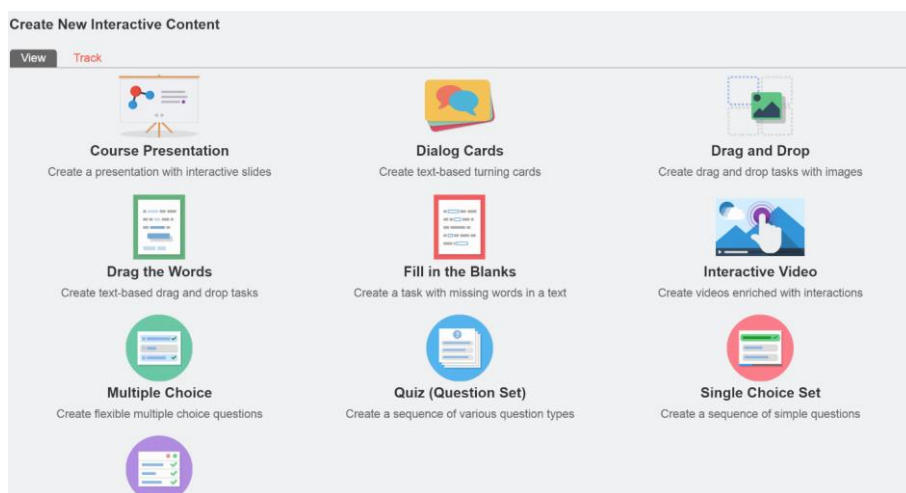 Create New Interactive Content
View Track
Course Presentation Dialog Cards Drag and Drop
Create a presentation with interactive slides Create text-based turning cards Create drag and drop tasks with images
Drag the Words Fill in the Blanks Interactive Video
Create text-based drag and drop tasks Create a task with missing words in a text Create videos enriched with interactions
Multiple Choice Quiz (Question Set) Single Choice Set
Create flexible multiple choice questions Create a sequence of various question types Create a sequence of simple questions